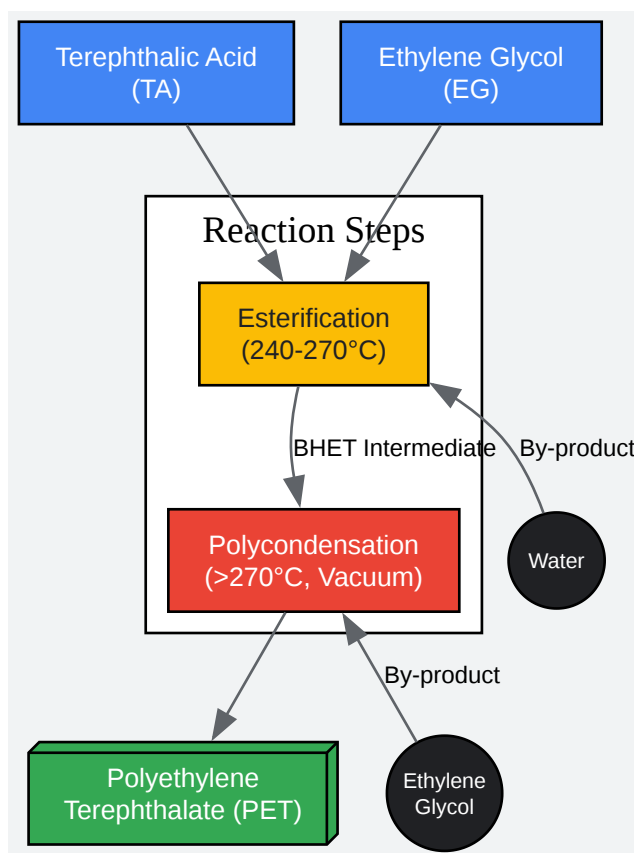 Terephthalic Acid
(TA)
Ethylene Glycol
(EG)
Reaction Steps
Esterification
(240-270°C)
BHET Intermediate
By-product
Polycondensation
(>270°C, Vacuum)
Water
By-product
Polyethylene
Terephthalate (PET)
Ethylene
Glycol